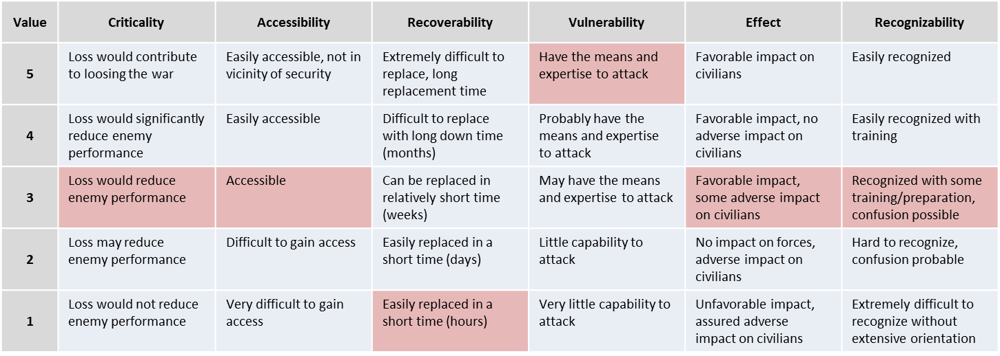 Value Criticality Accessibility Recoverability Vulnerability Effect Recognizability
5
Loss would contribute
to loosing the war
Easily accessible, not in
vicinity of security
Extremely difficult to
replace, long
replacement time
Have the means and
expertise to attack
Favorable impact on
civilians
Easily recognized
4
Loss would significantly
reduce enemy
performance
Easily accessible
Difficult to replace
with long down time
(months)
Probably have the
means and expertise
to attack
Favorable impact, no
adverse impact on
civilians
Easily recognized with
training
3
Loss would reduce
enemy performance
Accessible
Can be replaced in
relatively short time
(weeks)
May have the means
and expertise to attack
Favorable impact,
some adverse impact
on civilians
Recognized with some
training/preparation,
confusion possible
2
Loss may reduce
enemy performance
Difficult to gain access
Easily replaced in a
short time (days)
Little capability to
attack
No impact on forces,
adverse impact on
civilians
Hard to recognize,
confusion probable
1
Loss would not reduce
enemy performance
Very difficult to gain
access
Easily replaced in a
short time (hours)
Very little capability to
attack
Unfavorable impact,
assured adverse
impact on civilians
Extremely difficult to
recognize without
extensive orientation